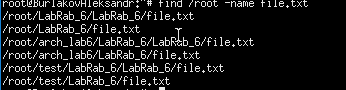 root@BurlakovAleksandr:~# find /root -name file.txt
/root/LabRab_6/LabRab_6/file.txt
/root/LabRab_6/file.txt
/root/arch_lab6/LabRab_6/LabRab_6/file.txt
/root/arch_lab6/LabRab_6/file.txt
/root/test/LabRab_6/LabRab_6/file.txt
/root/test/LabRab_6/file.txt